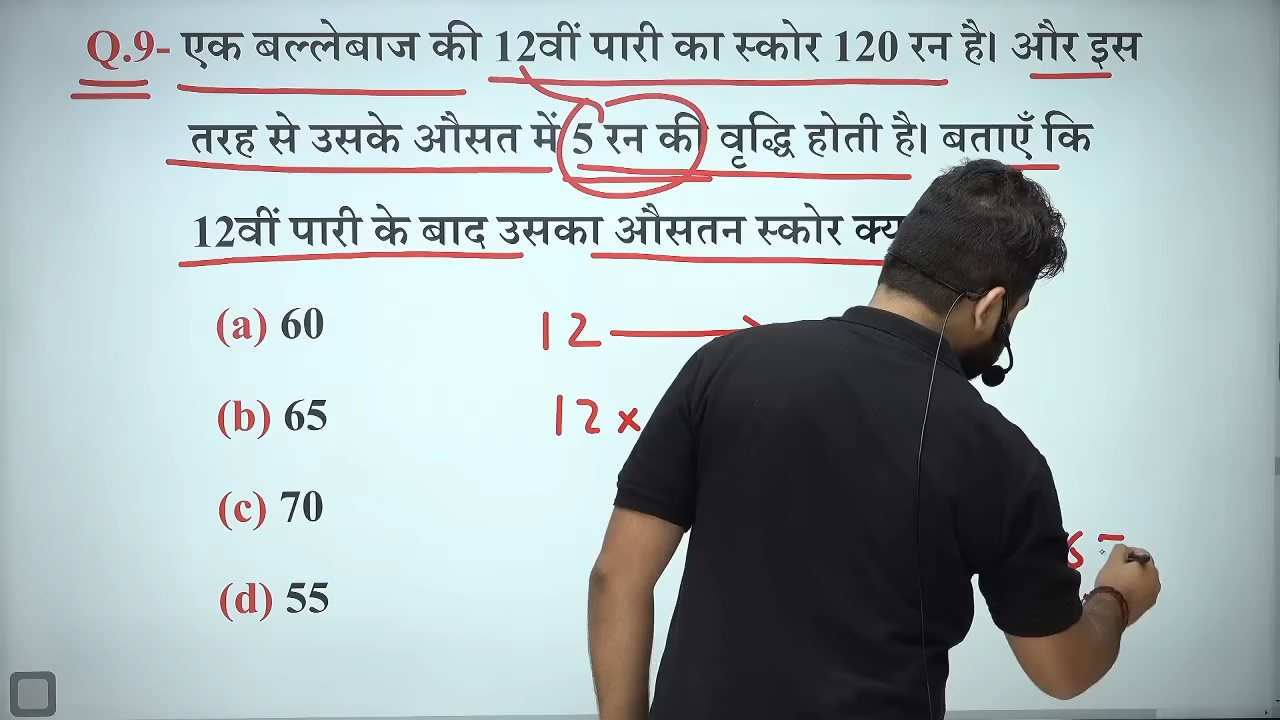 Q.9- एक बल्लेबाज की 12वीं पारी का स्कोर 120 रन है। और इस
तरह से उसके औसत में 5 रन की वृद्धि होती है। बताएँ कि
12वीं पारी के बाद उसका औसतन स्कोर
(a) 60
12
(b) 65
12 ×
(c) 70
(d) 55